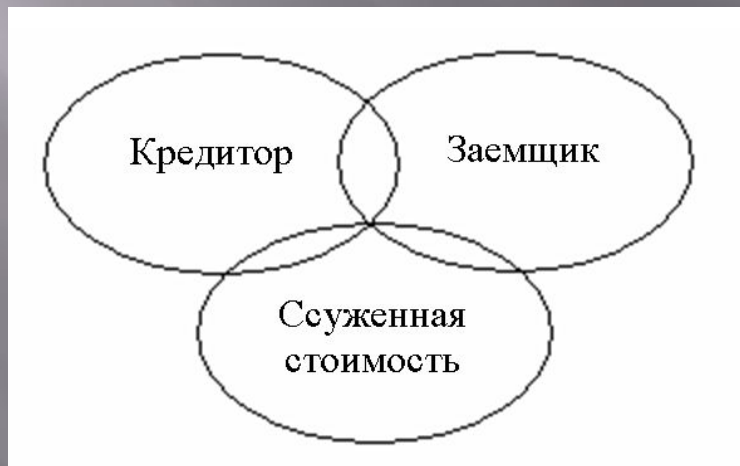 Кредитор
Заемщик
Ссуженная
стоимость